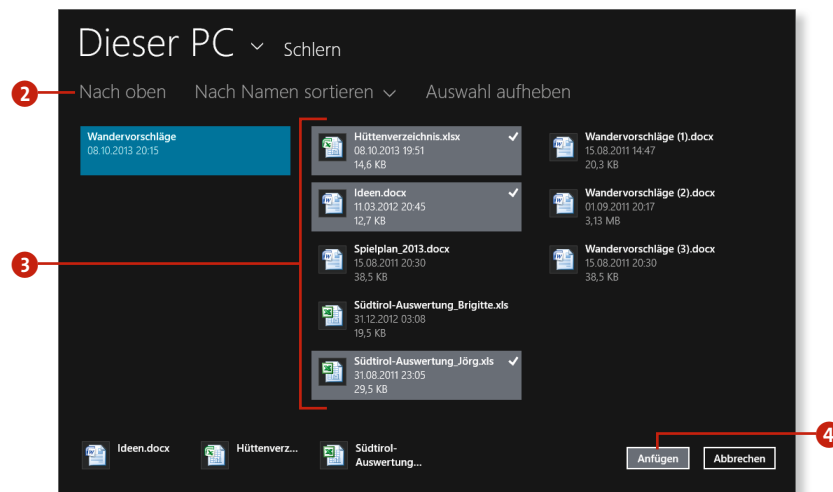 Dieser PC Schlern
2 Nach oben Nach Namen sortieren Auswahl aufheben
Wandervorschläge
08.10.2013 20:15
3
Hüttenverzeichnis.xlsx
08.10.2013 19:51
14,6 KB
Ideen.docx
11.03.2012 20:45
12,7 KB
Spielplan_2013.docx
15.08.2011 20:30
38,5 KB
Südtirol-Auswertung_Brigitte.xls
31.12.2012 03:08
19,5 KB
Südtirol-Auswertung_Jörg.xls
31.08.2011 23:05
29,5 KB
Wandervorschläge (1).docx
15.08.2011 14:47
20,3 KB
Wandervorschläge (2).docx
01.09.2011 20:17
3,13 MB
Wandervorschläge (3).docx
15.08.2011 20:30
38,5 KB
Ideen.docx
Hüttenverz...
Südtirol-
Auswertung...
Anfügen
Abbrechen
4